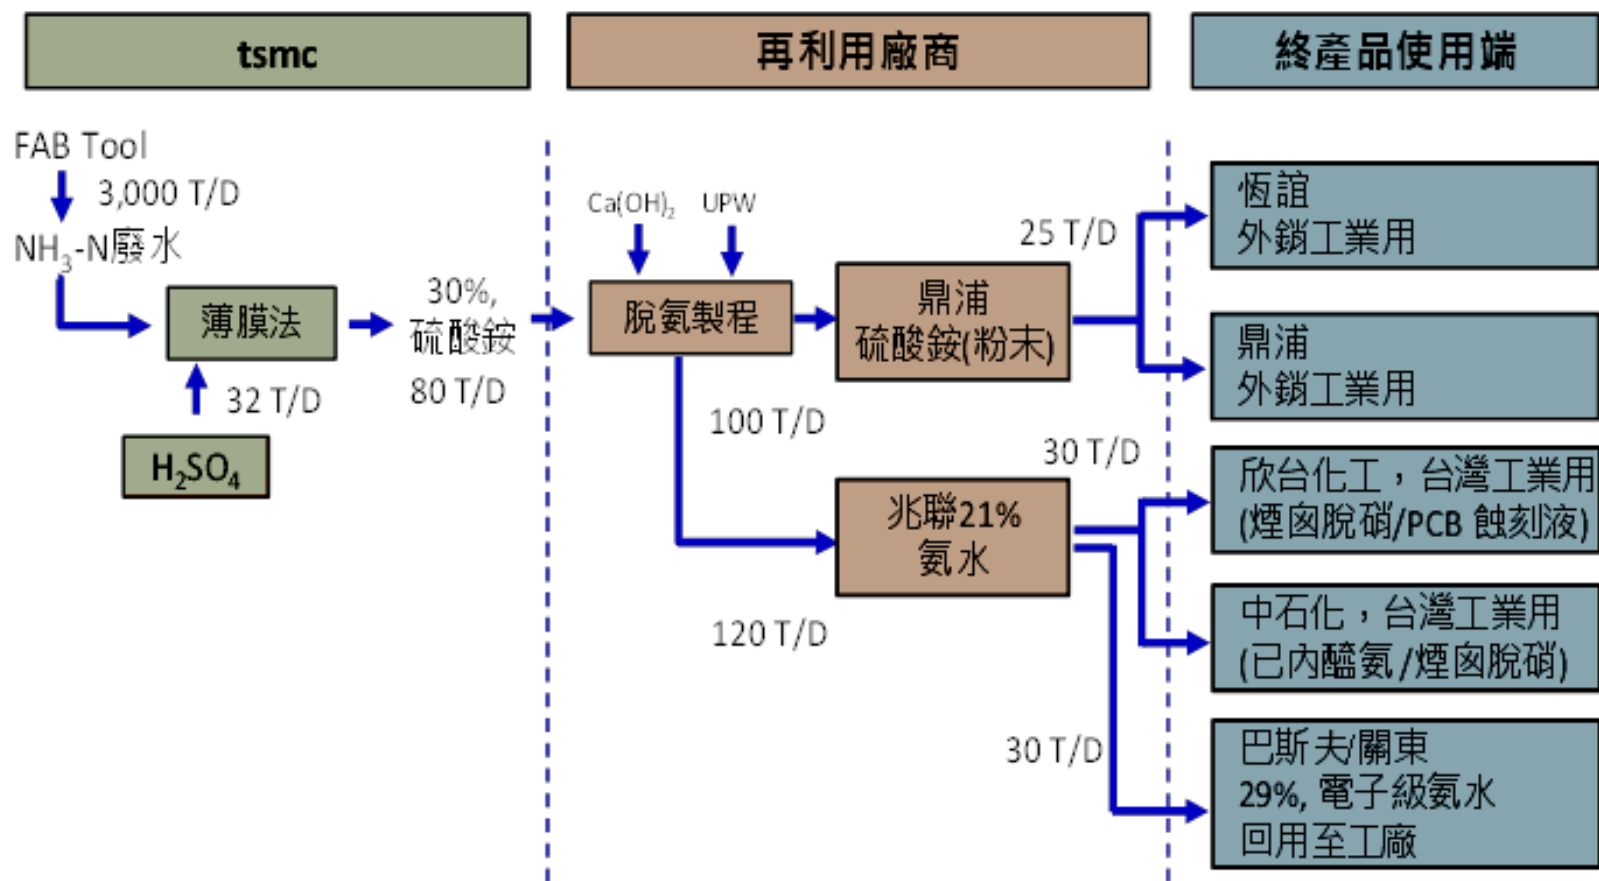 tsmc
再利用廠商
終產品使用端
FAB Tool
3,000 T/D
NH₃-N廢水
薄膜法
32 T/D
H₂SO₄
30%,
硫酸銨
80 T/D
Ca(OH)₂
UPW
脫氨製程
鼎浦
硫酸銨(粉末)
100 T/D
兆聯21%
氨水
120 T/D
25 T/D
30 T/D
30 T/D
恆誼
外銷工業用
鼎浦
外銷工業用
欣台化工，台灣工業用
(煙囪脫硝/PCB 蝕刻液)
中石化，台灣工業用
(已內醯氨/煙囪脫硝)
巴斯夫/關東
29%, 電子級氨水
回用至工廠